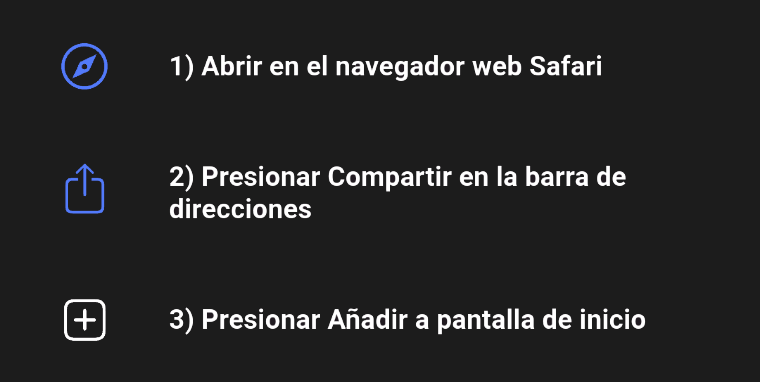 1) Abrir en el navegador web Safari
2) Presionar Compartir en la barra de
direcciones
3) Presionar Añadir a pantalla de inicio